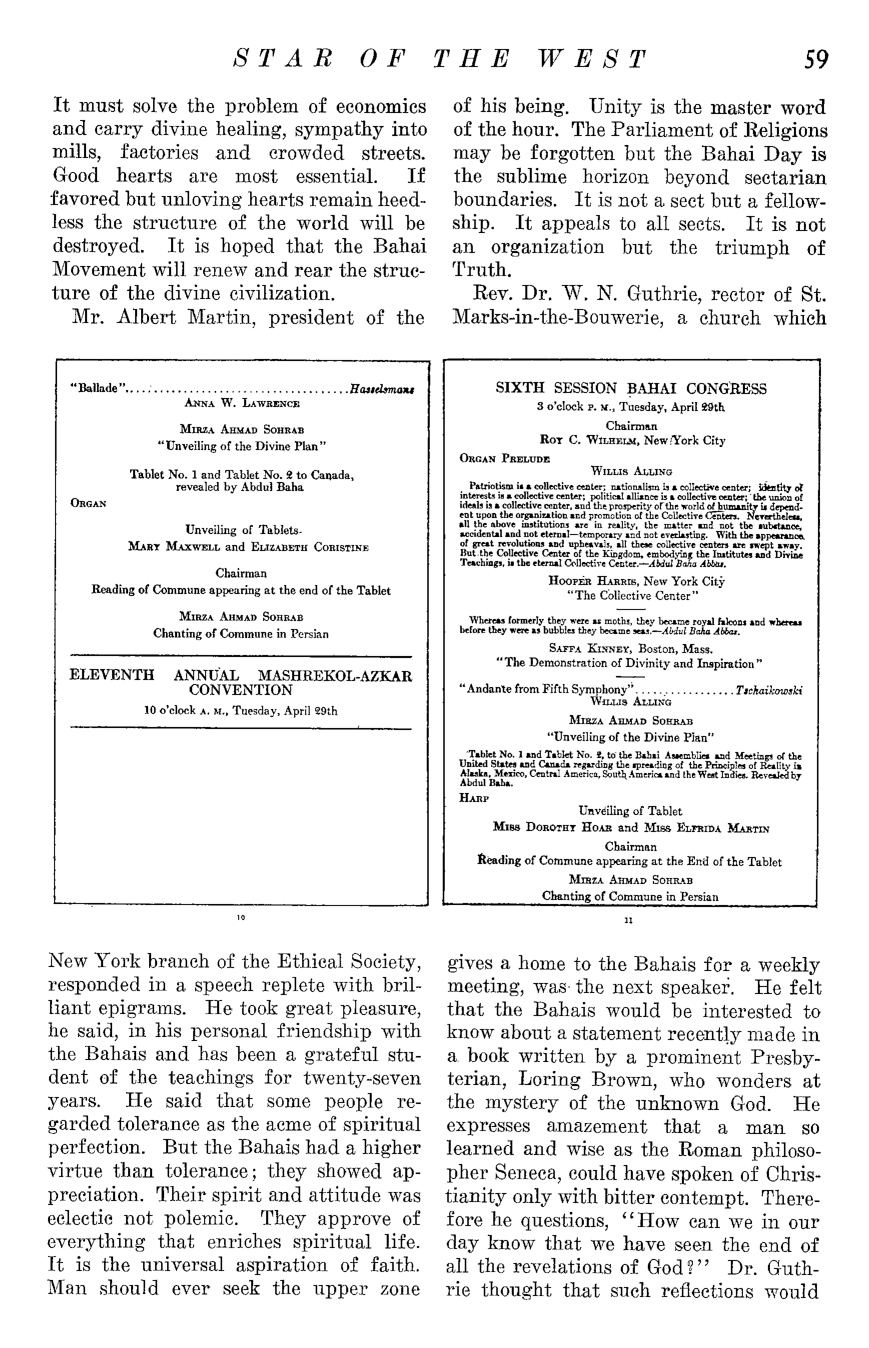 STAR OF THE WEST 59
It must solve the problem of economics
and carry divine healing, sympathy into
mills, factories and crowded streets.
Good hearts are most essential. If
favored but unloving hearts remain heed-
less the structure of the world will be
destroyed. It is hoped that the Bahai
Movement will renew and rear the struc-
ture of the divine civilization.
Mr. Albert Martin, president of the
"Ballade"....................................Hasselsmans
ANNA W. LAWRENCE
MIRZA AHMAD SOHRAB
"Unveiling of the Divine Plan"
Tablet No. 1 and Tablet No. 2 to Canada,
revealed by Abdul Baha
ORGAN
Unveiling of Tablets-
MARY MAXWELL and ELIZABETH CORISTINE
Chairman
Reading of Commune appearing at the end of the Tablet
MIRZA AHMAD SOHRAB
Chanting of Commune in Persian
ELEVENTH ANNUAL MASHREKOL-AZKAR
CONVENTION
10 o'clock A. M., Tuesday, April 29th
10
New York branch of the Ethical Society,
responded in a speech replete with bril-
liant epigrams. He took great pleasure,
he said, in his personal friendship with
the Bahais and has been a grateful stu-
dent of the teachings for twenty-seven
years. He said that some people re-
garded tolerance as the acme of spiritual
perfection. But the Bahais had a higher
virtue than tolerance; they showed ap-
preciation. Their spirit and attitude was
eclectic not polemic. They approve of
everything that enriches spiritual life.
It is the universal aspiration of faith.
Man should ever seek the upper zone
of his being. Unity is the master word
of the hour. The Parliament of Religions
may be forgotten but the Bahai Day is
the sublime horizon beyond sectarian
boundaries. It is not a sect but a fellow-
ship. It appeals to all sects. It is not
an organization but the triumph of
Truth.
Rev. Dr. W. N. Guthrie, rector of St.
Marks-in-the-Bouwerie, a church which
SIXTH SESSION BAHAI CONGRESS
3 o'clock P. M., Tuesday, April 29th
Chairman
ROY C. WILHELM, New York City
ORGAN PRELUDE
WILLIS ALLING
Patriotism is a collective center; nationalism is a collective center; identity of
interests is a collective center; political alliance is a collective center; the union of
ideals is a collective center, and the prosperity of the world of humanity is depend-
ent upon the organization and promotion of the Collective Centers. Nevertheless,
all the above institutions are in reality, the matter and not the substance,
accidental and not eternal—temporary and not everlasting. With the appearance
of great revolutions and upheavals, all these collective centers are swept away.
But the Collective Center of the Kingdom, embodying the Institutes and Divine
Teachings, is the eternal Collective Center.—Abdul Baha Abbas.
HOOPER HARRIS, New York City
"The Collective Center"
Whereas formerly they were as moths, they became royal falcons and whereas
before they were as bubbles they became seas.—Abdul Baha Abbas.
SAFFA KINNEY, Boston, Mass.
"The Demonstration of Divinity and Inspiration"
"Andante from Fifth Symphony"................Tschaikowski
WILLIS ALLING
MIRZA AHMAD SOHRAB
"Unveiling of the Divine Plan"
Tablet No. 1 and Tablet No. 2, to the Bahai Assemblies and Meetings of the
United States and Canada regarding the spreading of the Principles of Reality in
Alaska, Mexico, Central America, South America and the West Indies. Revealed by
Abdul Baha.
HARP
Unveiling of Tablet
MISS DOROTHY HOAR and MISS ELFRIDA MARTIN
Chairman
Reading of Commune appearing at the End of the Tablet
MIRZA AHMAD SOHRAB
Chanting of Commune in Persian
11
gives a home to the Bahais for a weekly
meeting, was the next speaker. He felt
that the Bahais would be interested to
know about a statement recently made in
a book written by a prominent Presby-
terian, Loring Brown, who wonders at
the mystery of the unknown God. He
expresses amazement that a man so
learned and wise as the Roman philoso-
pher Seneca, could have spoken of Chris-
tianity only with bitter contempt. There-
fore he questions, "How can we in our
day know that we have seen the end of
all the revelations of God?" Dr. Guth-
rie thought that such reflections would